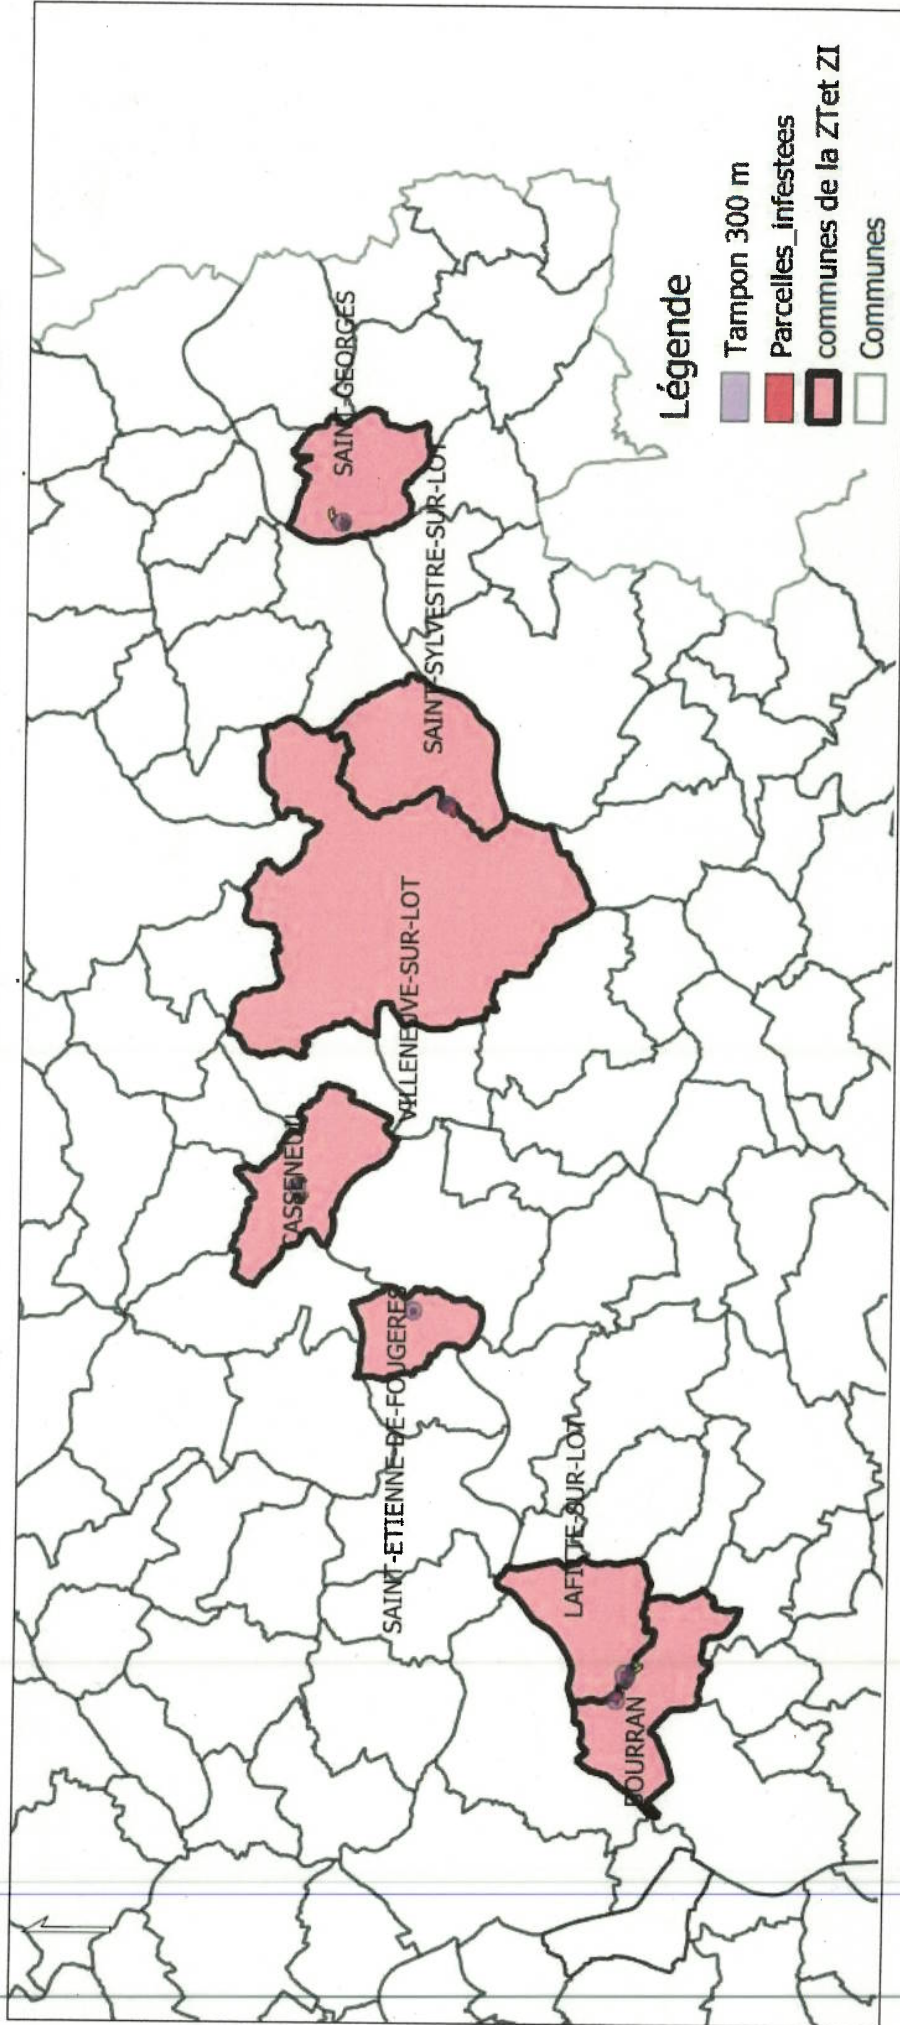 SAINT-GEORGES
SAINT-SYLVESTRE-SUR-LOT
VILLENEUVE-SUR-LOT
CASSENEUIL
SAINT-ETIENNE-DE-FOUGERES
LAFITTE-SUR-LOT
BOURRAN
Légende
Tampon 300 m
Parcelles_infestees
communes de la ZTet ZI
Communes